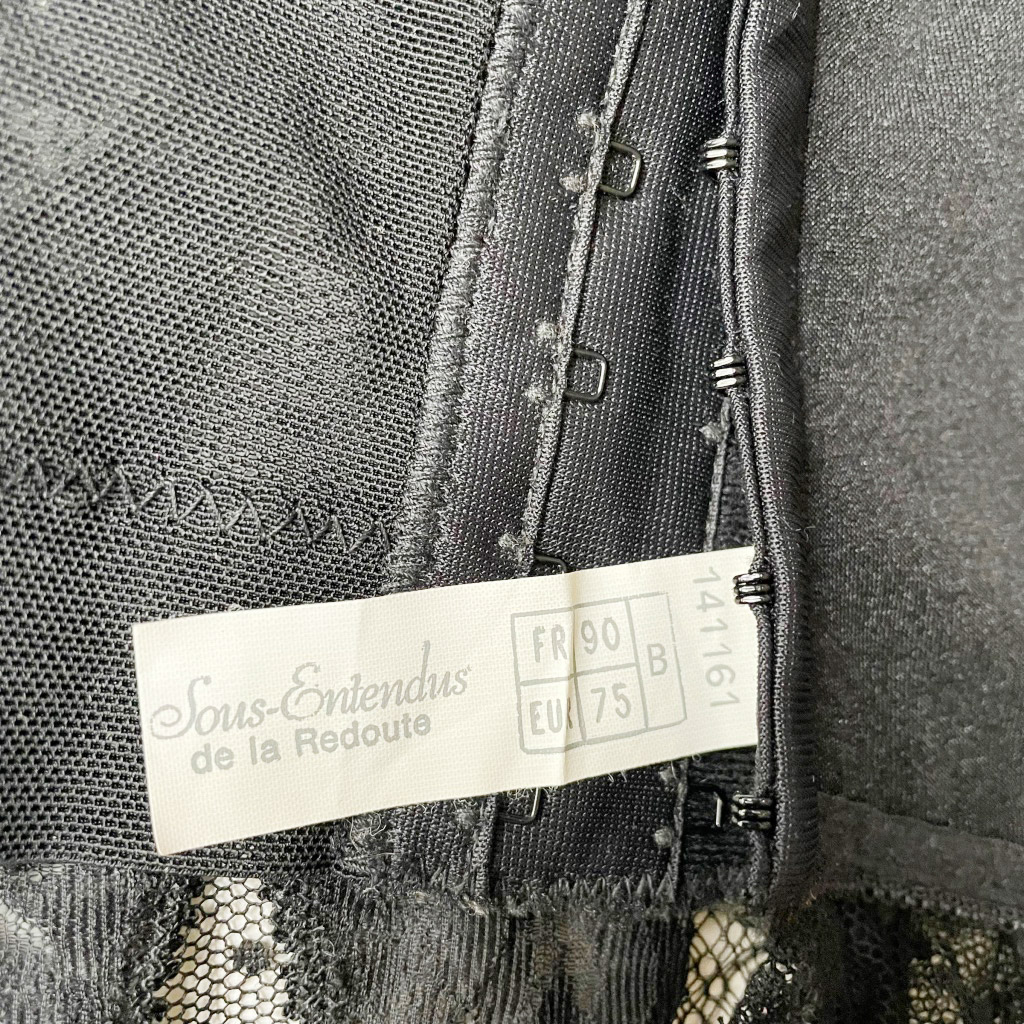 Sous-Entendus
de la Redoute
FR 90 B
EUR 75
141161